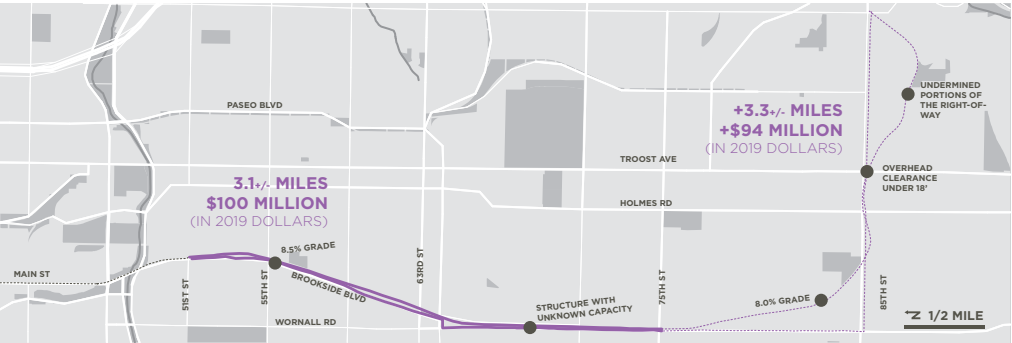 UNDERMINED
PORTIONS OF
THE RIGHT-OF-
WAY
PASEO BLVD
+3.3+/- MILES
+$94 MILLION
(IN 2019 DOLLARS)
TROOST AVE
OVERHEAD
CLEARANCE
UNDER 18'
3.1+/- MILES
$100 MILLION
(IN 2019 DOLLARS)
HOLMES RD
8.5% GRADE
MAIN ST
51ST ST
55TH ST
BROOKSIDE BLVD
63RD ST
75TH ST
85TH ST
STRUCTURE WITH
UNKNOWN CAPACITY
8.0% GRADE
WORNALL RD
N 1/2 MILE